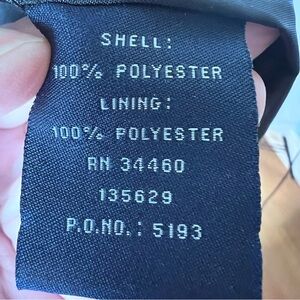 SHELL:
100% POLYESTER
LINING:
100% POLYESTER
RN 34460
135629
P.O.NO.: 5193